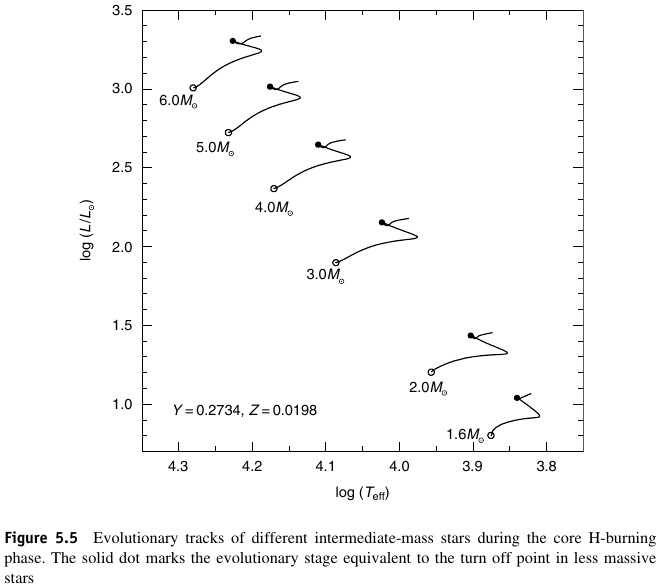 3.5
3.0
2.5
2.0
1.5
1.0
log (L/L⊙)
6.0M⊙
5.0M⊙
4.0M⊙
3.0M⊙
2.0M⊙
1.6M⊙
Y = 0.2734, Z = 0.0198
4.3 4.2 4.1 4.0 3.9 3.8
log (Teff)
Figure 5.5 Evolutionary tracks of different intermediate-mass stars during the core H-burning
phase. The solid dot marks the evolutionary stage equivalent to the turn off point in less massive
stars